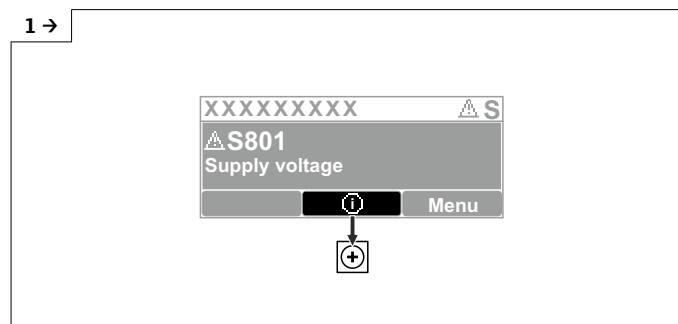 1 →
XXXXXXXXX ⚠ S
⚠S801
Supply voltage
ⓘ Menu
+